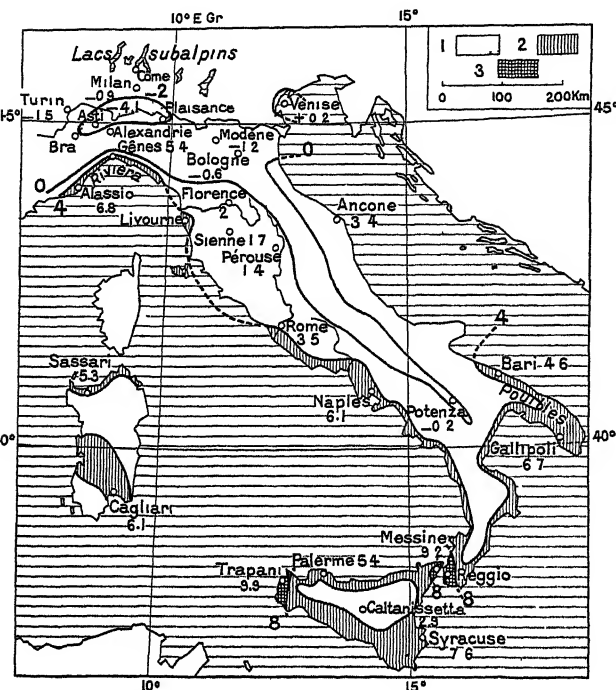 10° E Gr
15°
1
2
3
0 100 200Km
Lacs subalpins
Côme
Milan
-0.9
-2
Turin
-1.5
-4.1
Plaisance
Venise
+0.2
45°
45°
Asti
Alexandrie
Bra
Gênes 5 4
Modène
-1 2
Bologne
-0.6
0
0
Riviera
Alassio
6.8
4
Florence
2
Ancone
3 4
Livourne
Sienne 1 7
Pérouse
1 4
4
Rome
3 5
Bari 4 6
Sassari
5.3
Pouilles
Naples
6.1
Potenza
-0 2
40°
Gallipoli
6 7
Cagliari
6.1
Messine
9 2
Trapani
9.9
Palerme 5 4
Reggio
8
8
8
Caltanissetta
2.9
Syracuse
7 6
10°
15°